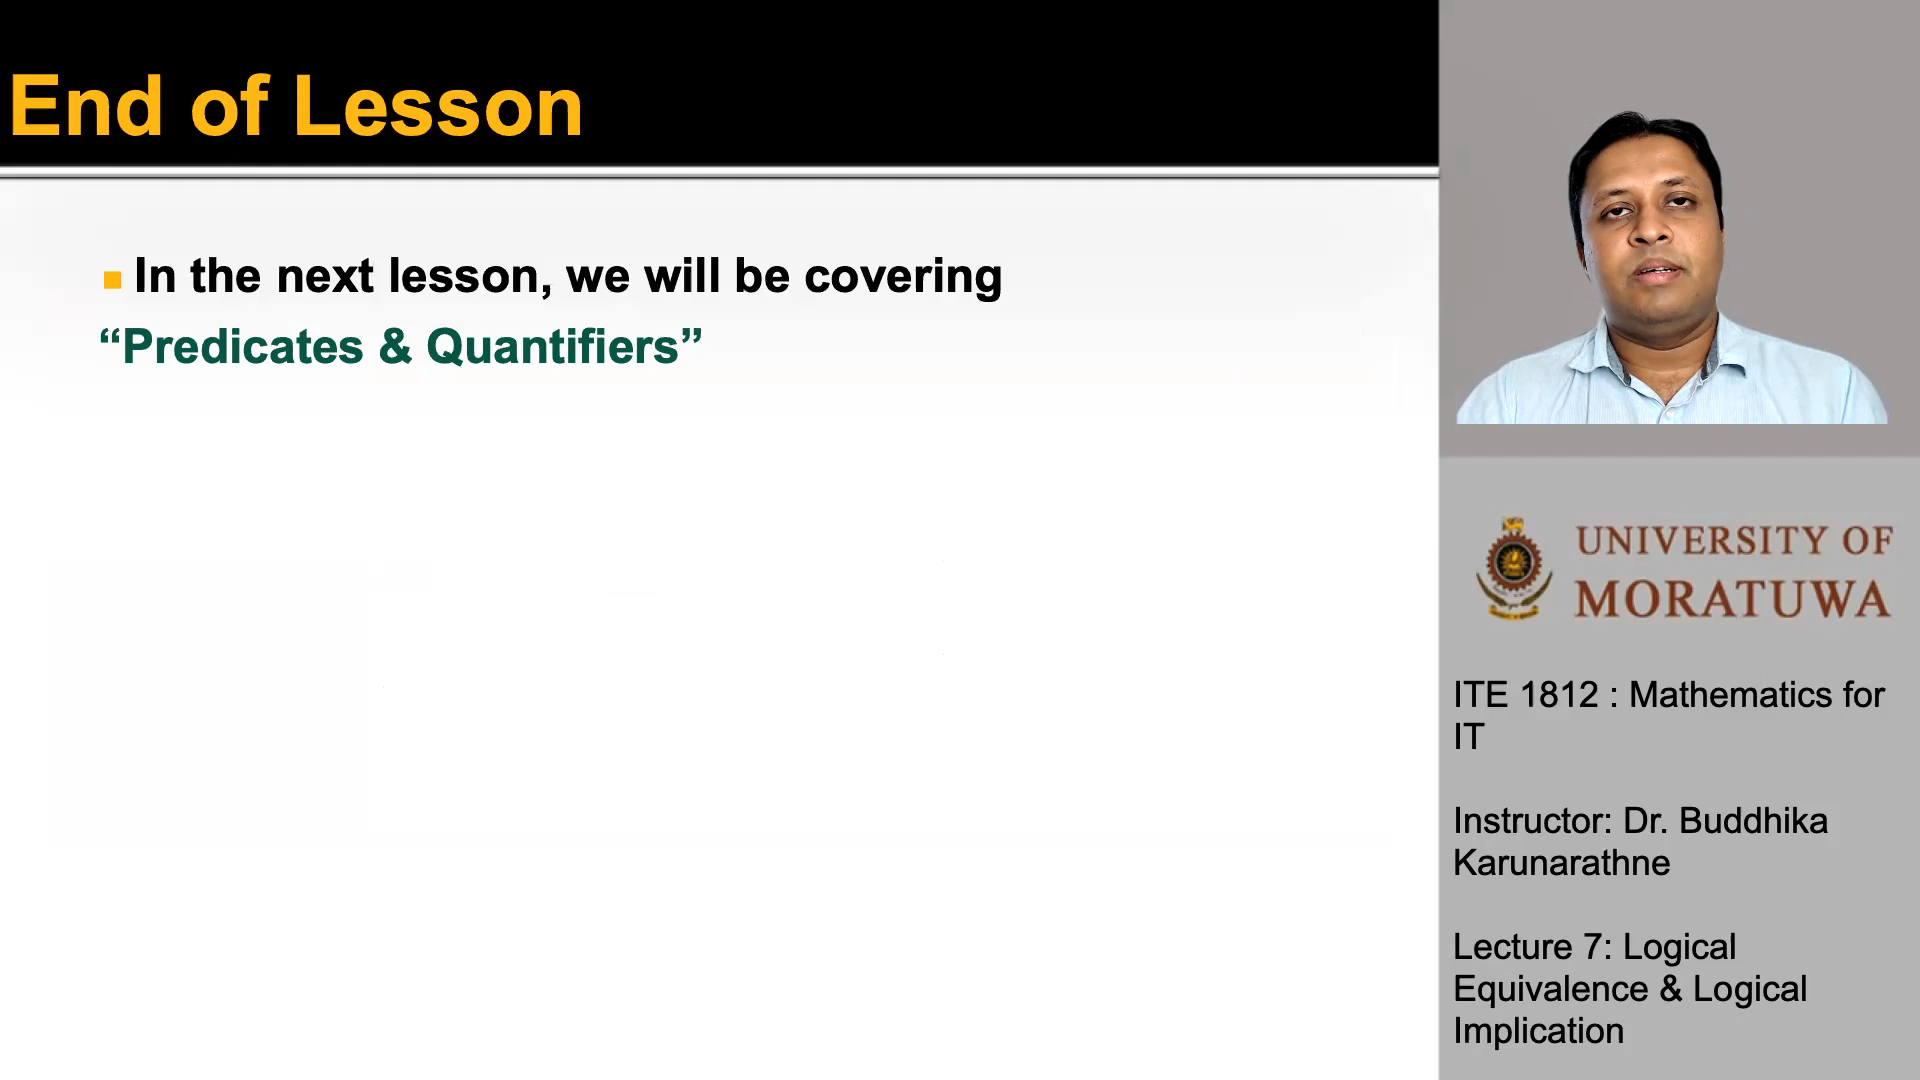 End of Lesson
In the next lesson, we will be covering
“Predicates & Quantifiers”
UNIVERSITY OF
MORATUWA
ITE 1812 : Mathematics for
IT
Instructor: Dr. Buddhika
Karunarathne
Lecture 7: Logical
Equivalence & Logical
Implication